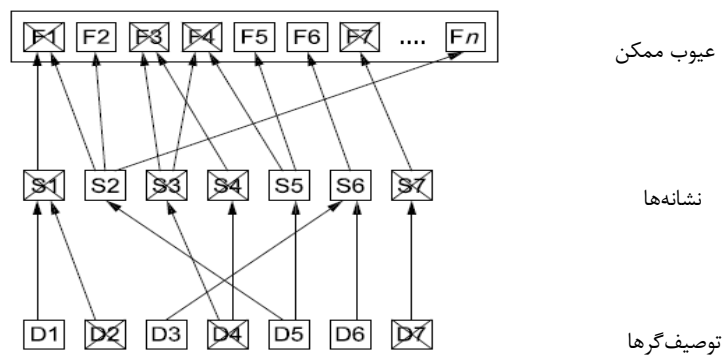 F1 F2 F3 F4 F5 F6 F7 .... Fn
عیوب ممکن
S1 S2 S3 S4 S5 S6 S7
نشانه‌ها
D1 D2 D3 D4 D5 D6 D7
توصیف‌گرها